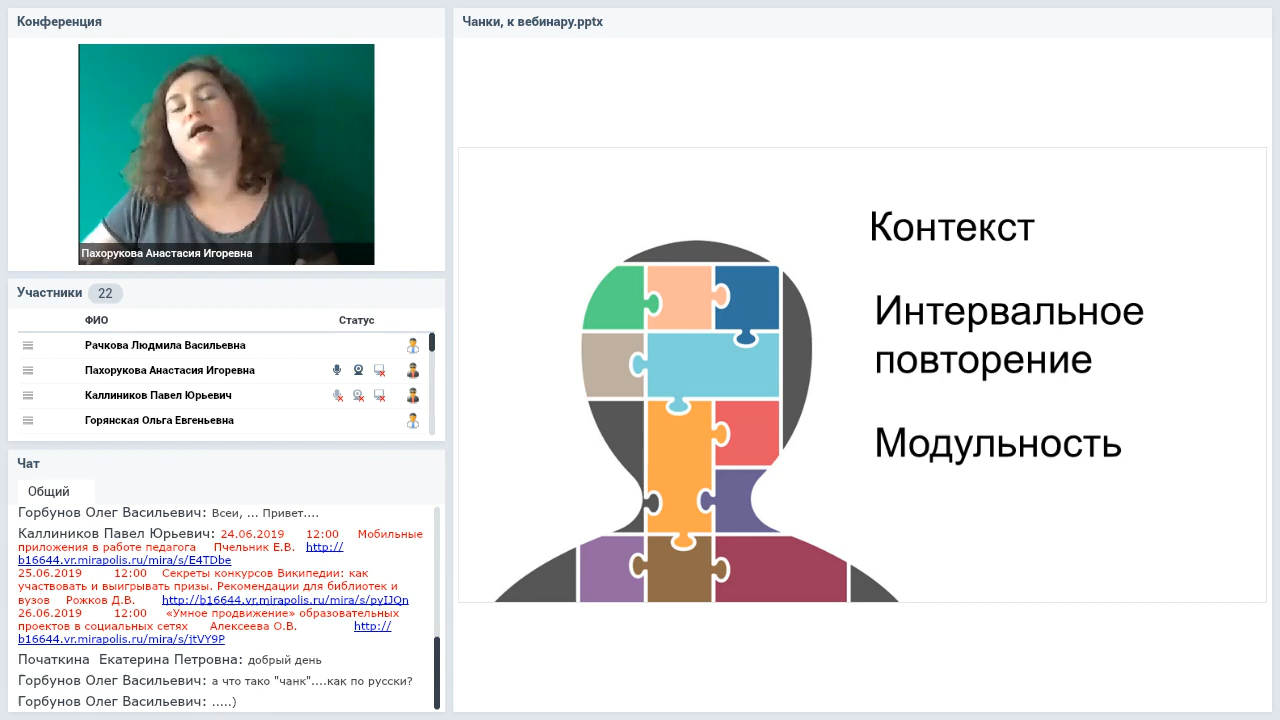 Конференция
Пахорукова Анастасия Игоревна
Участники 22
ФИО Статус
Рачкова Людмила Васильевна
Пахорукова Анастасия Игоревна
Каллиников Павел Юрьевич
Горянская Ольга Евгеньевна
Чат
Общий
Горбунов Олег Васильевич: Всеи, ... Привет....
Каллиников Павел Юрьевич: 24.06.2019 12:00 Мобильные
приложения в работе педагога Пчельник Е.В. http://
b16644.vr.mirapolis.ru/mira/s/E4TDbe
25.06.2019 12:00 Секреты конкурсов Википедии: как
участвовать и выигрывать призы. Рекомендации для библиотек и
вузов Рожков Д.В. http://b16644.vr.mirapolis.ru/mira/s/pyIJQn
26.06.2019 12:00 «Умное продвижение» образовательных
проектов в социальных сетях Алексеева О.В. http://
b16644.vr.mirapolis.ru/mira/s/jtVY9P
Початкина Екатерина Петровна: добрый день
Горбунов Олег Васильевич: а что тако "чанк"....как по русски?
Горбунов Олег Васильевич: .....)
Чанки, к вебинару.pptx
Контекст
Интервальное
повторение
Модульность